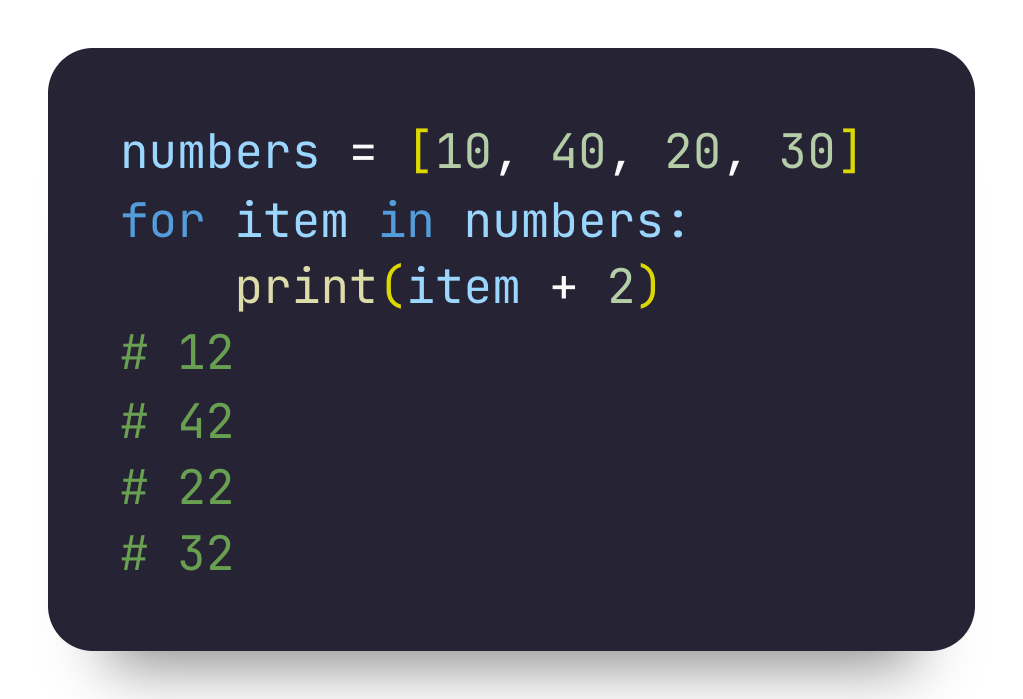 numbers = [10, 40, 20, 30]
for item in numbers:
    print(item + 2)
# 12
# 42
# 22
# 32